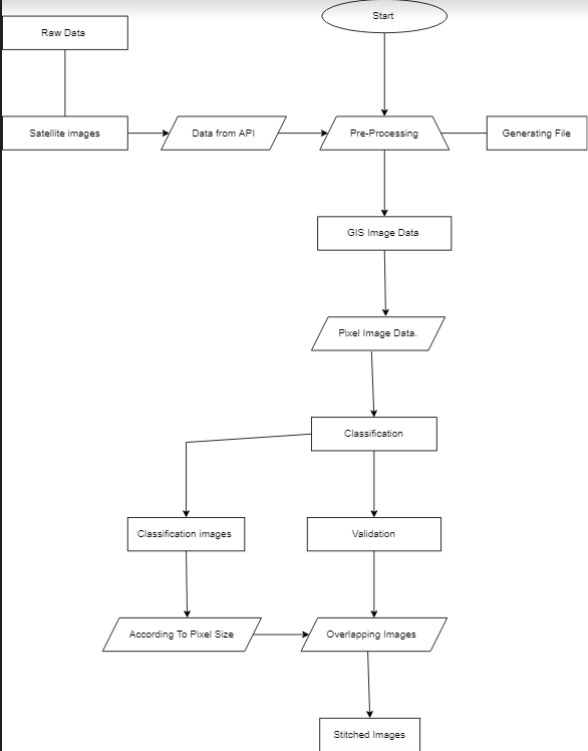 Start
Raw Data
Satellite images
Data from API
Pre-Processing
Generating File
GIS Image Data
Pixel Image Data.
Classification
Classification images
Validation
According To Pixel Size
Overlapping Images
Stitched Images